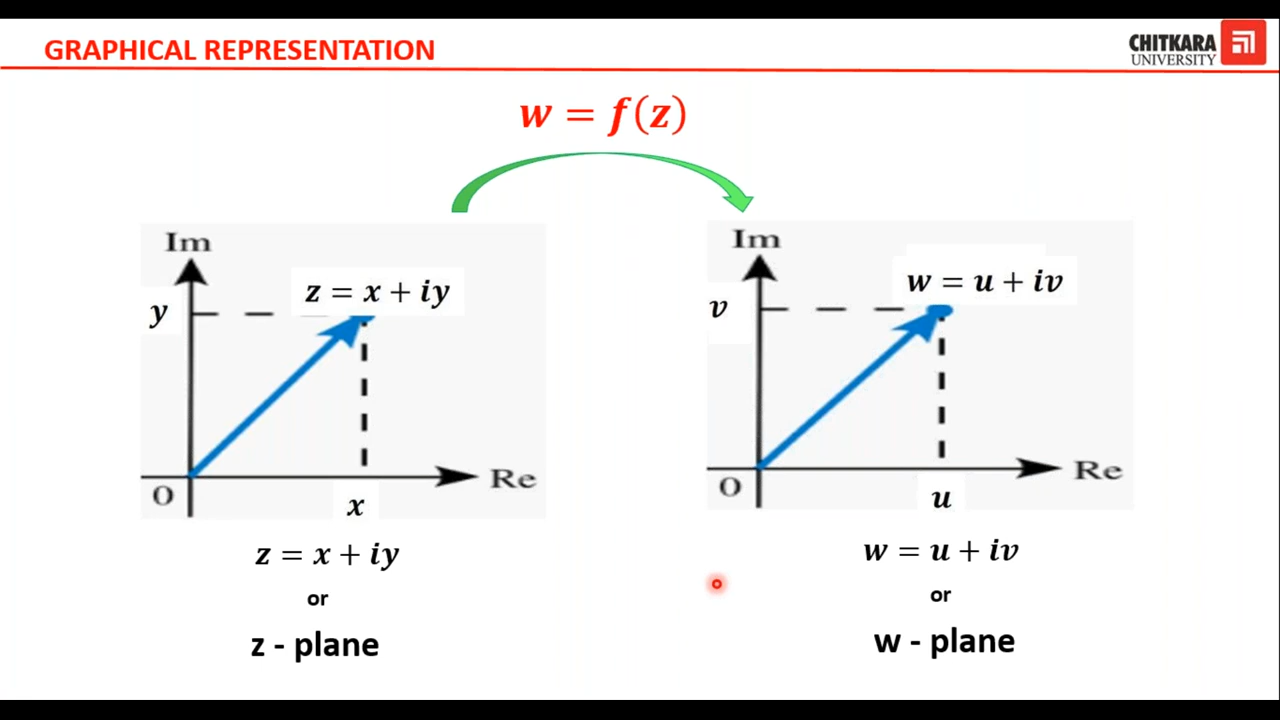 GRAPHICAL REPRESENTATION
CHITKARA
UNIVERSITY
w = f(z)
Im
z = x + iy
y
Re
O
x
z = x + iy
or
z - plane
Im
w = u + iv
v
Re
O
u
w = u + iv
or
w - plane